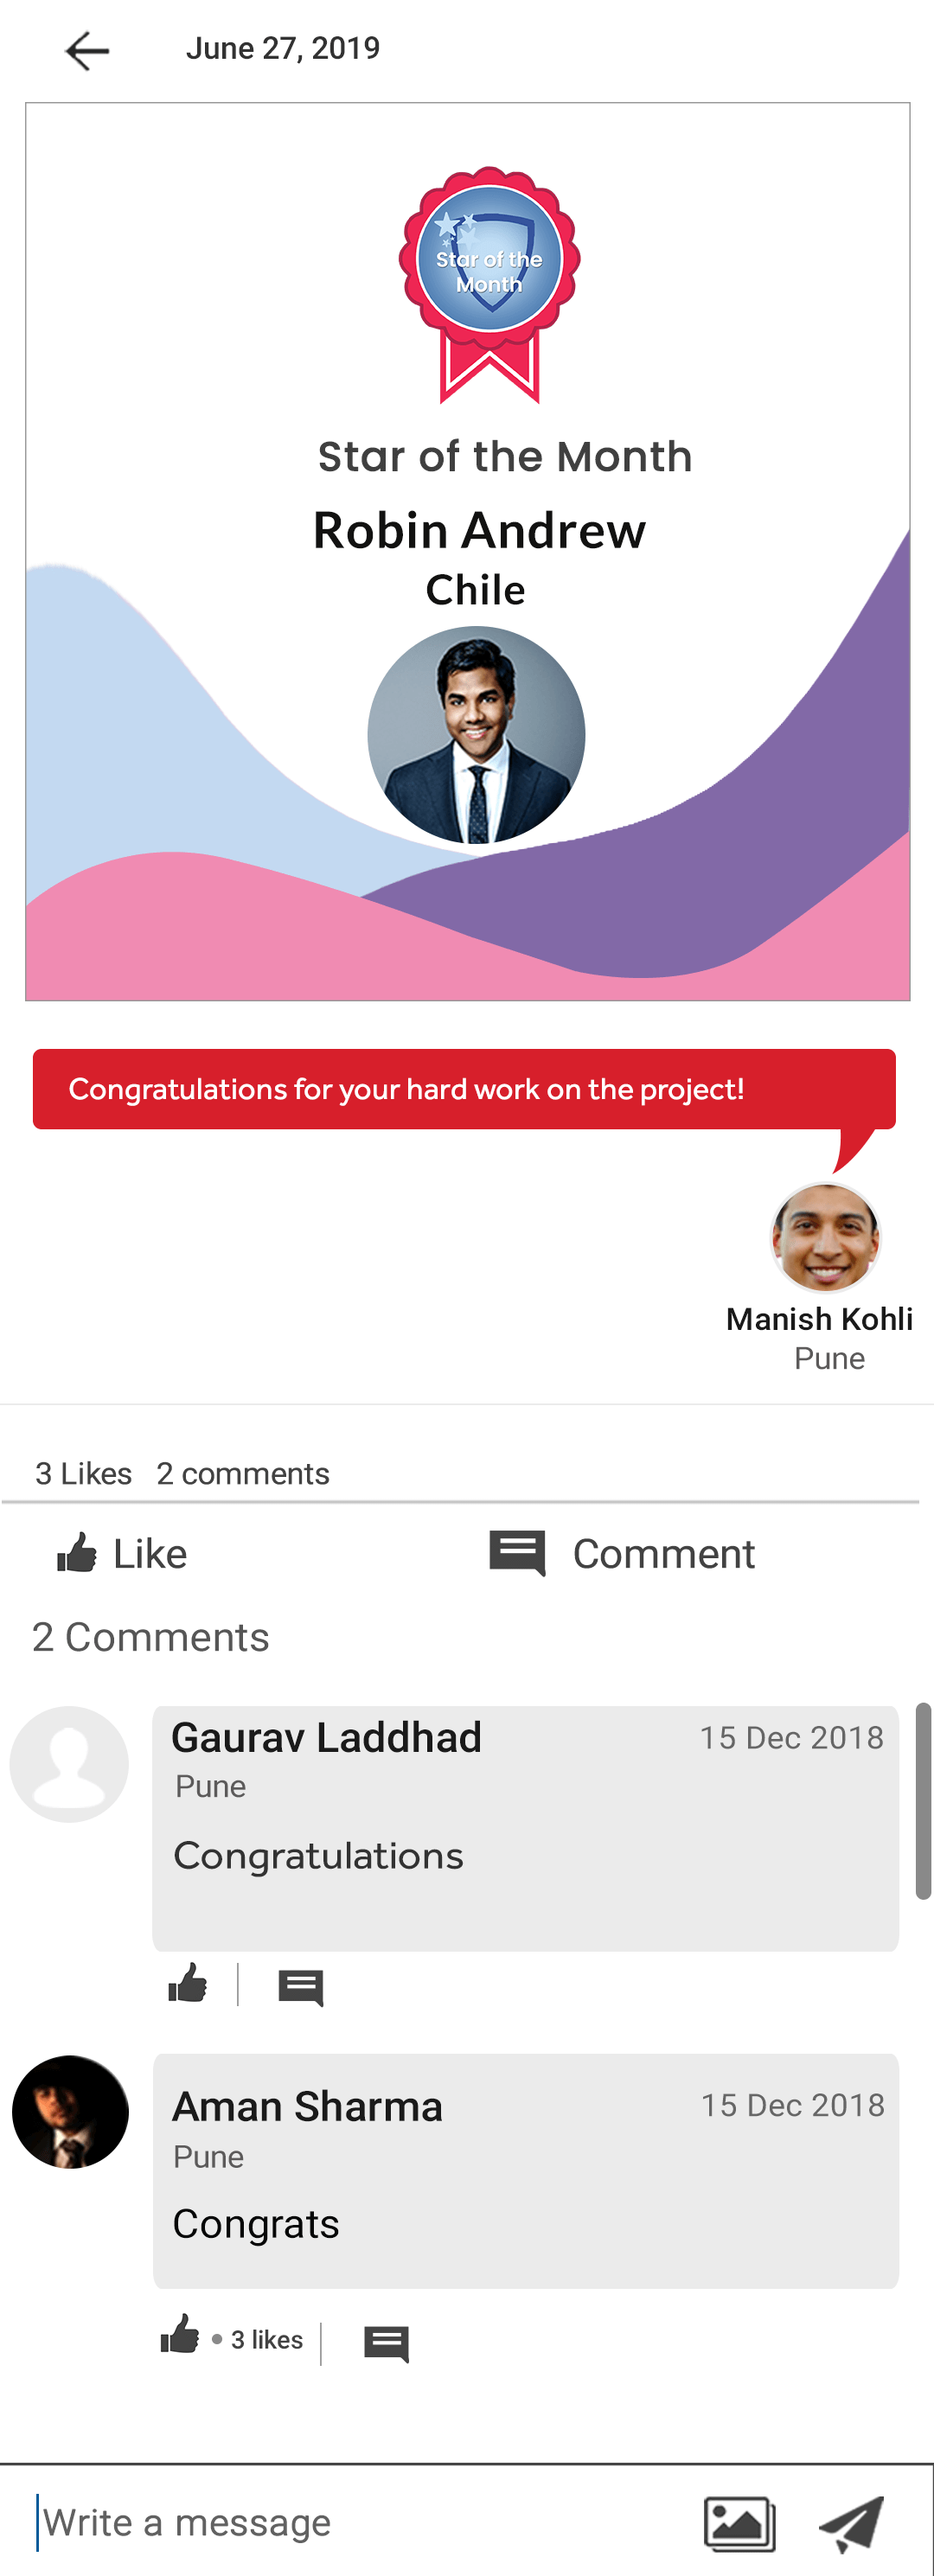 June 27, 2019
Star of the
Month
Star of the Month
Robin Andrew
Chile
Congratulations for your hard work on the project!
Manish Kohli
Pune
3 Likes 2 comments
Like Comment
2 Comments
Gaurav Laddhad 15 Dec 2018
Pune
Congratulations
Aman Sharma 15 Dec 2018
Pune
Congrats
3 likes
Write a message